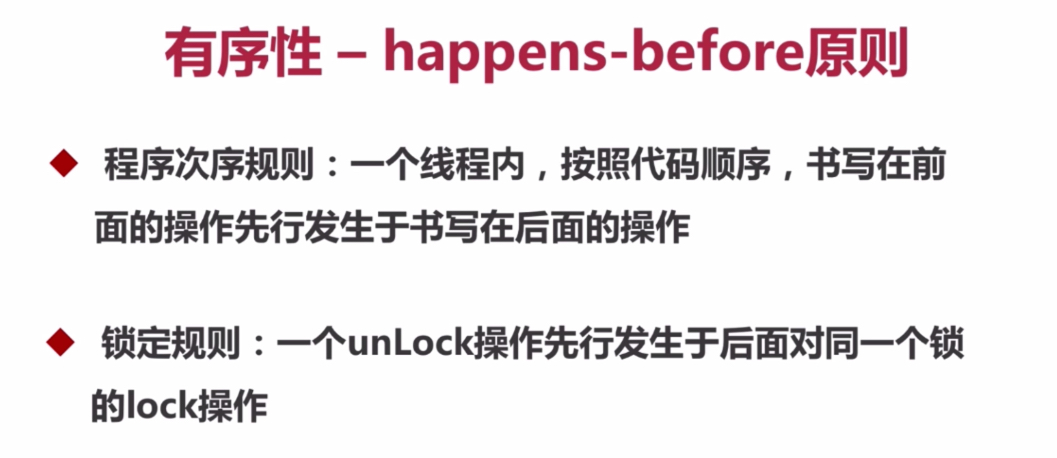 有序性 – happens-before原则
◆ 程序次序规则：一个线程内，按照代码顺序，书写在前
面的操作先行发生于书写在后面的操作
◆ 锁定规则：一个unLock操作先行发生于后面对同一个锁
的lock操作